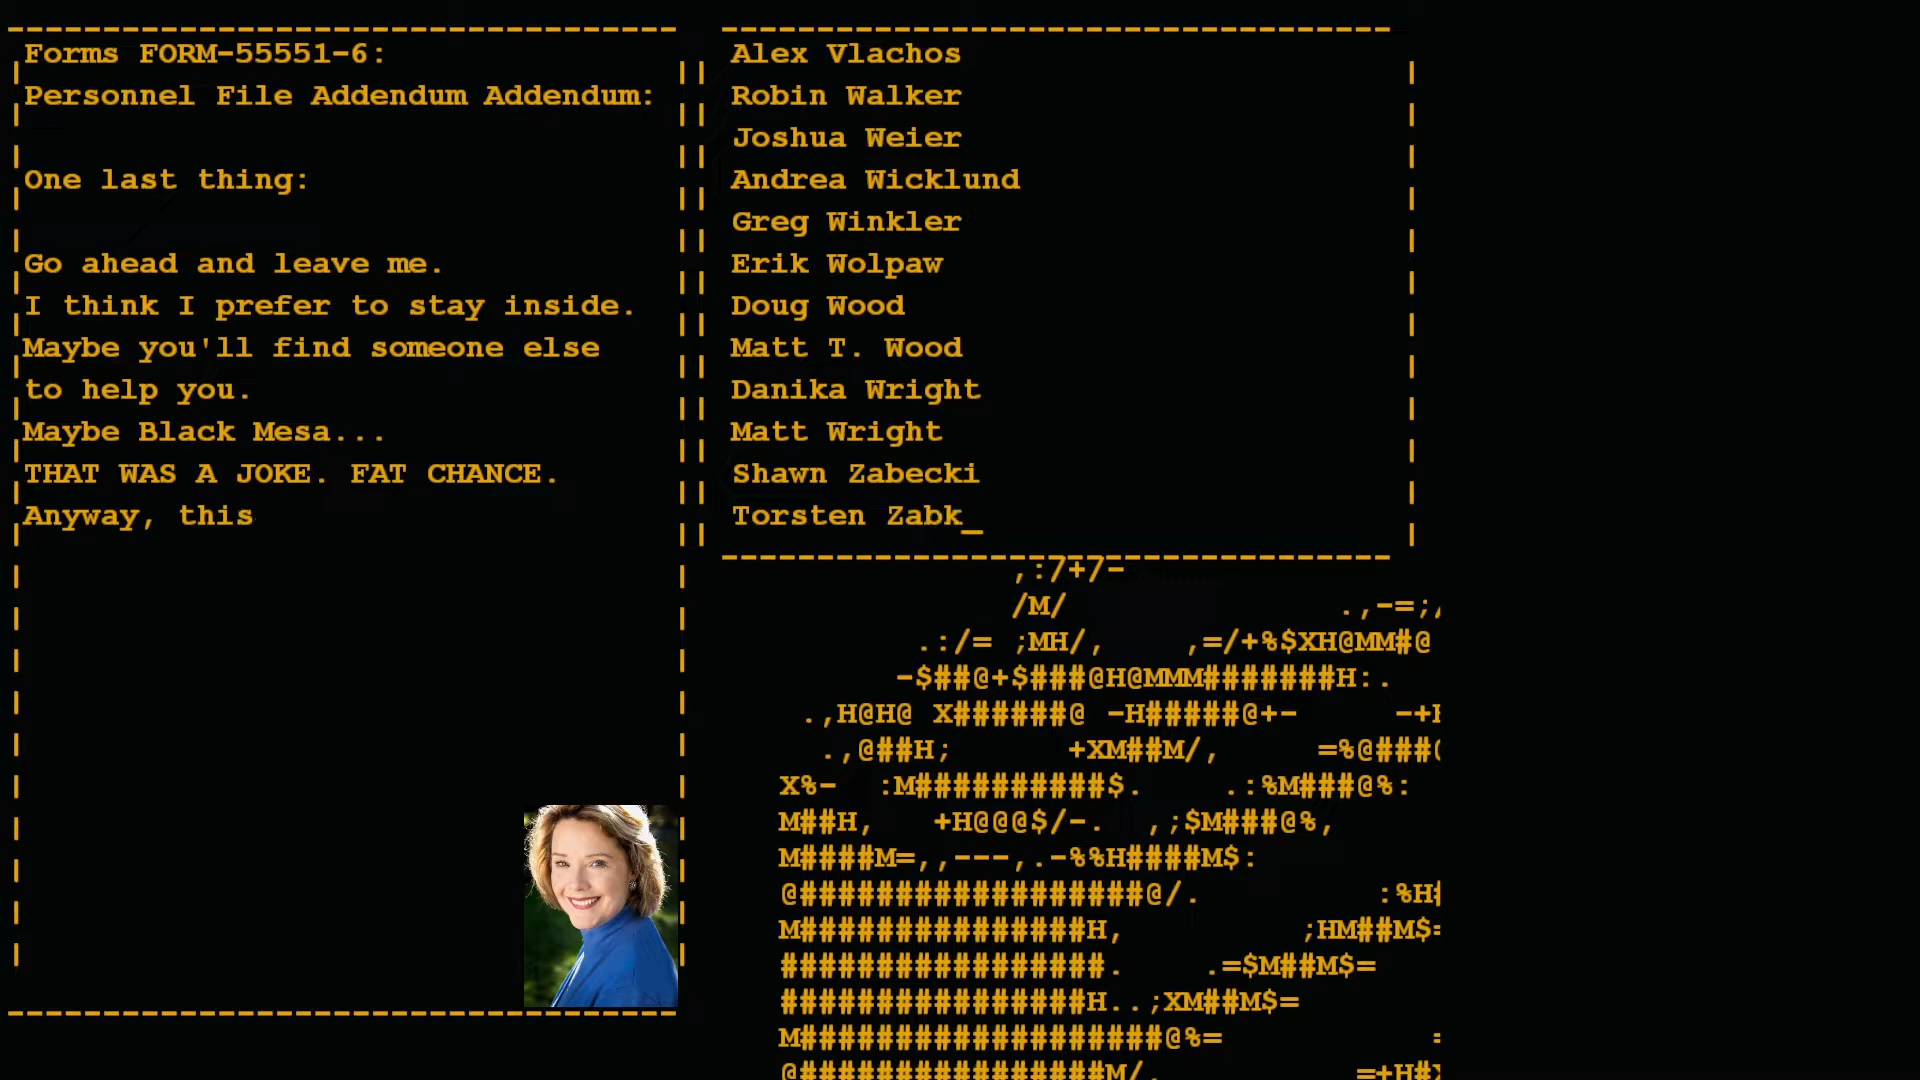 Forms FORM-55551-6:
Personnel File Addendum Addendum:
One last thing:
Go ahead and leave me.
I think I prefer to stay inside.
Maybe you'll find someone else
to help you.
Maybe Black Mesa...
THAT WAS A JOKE. FAT CHANCE.
Anyway, this
Alex Vlachos
Robin Walker
Joshua Weier
Andrea Wicklund
Greg Winkler
Erik Wolpaw
Doug Wood
Matt T. Wood
Danika Wright
Matt Wright
Shawn Zabecki
Torsten Zabk_